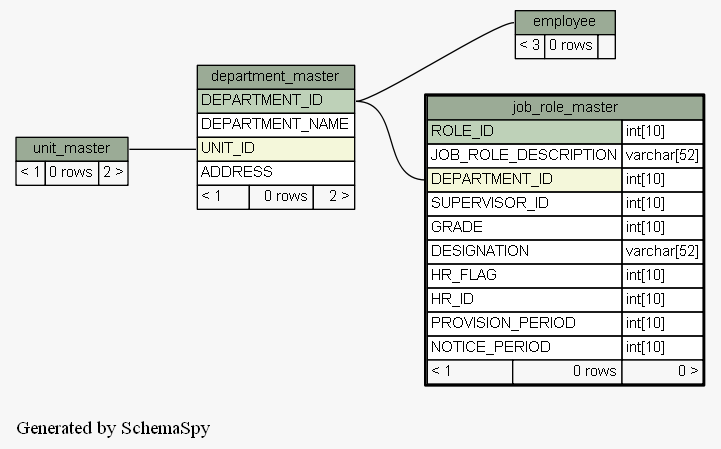 employee
< 3 0 rows
department_master
DEPARTMENT_ID
DEPARTMENT_NAME
UNIT_ID
ADDRESS
< 1 0 rows 2 >
unit_master
< 1 0 rows 2 >
job_role_master
ROLE_ID int[10]
JOB_ROLE_DESCRIPTION varchar[52]
DEPARTMENT_ID int[10]
SUPERVISOR_ID int[10]
GRADE int[10]
DESIGNATION varchar[52]
HR_FLAG int[10]
HR_ID int[10]
PROVISION_PERIOD int[10]
NOTICE_PERIOD int[10]
< 1 0 rows 0 >
Generated by SchemaSpy